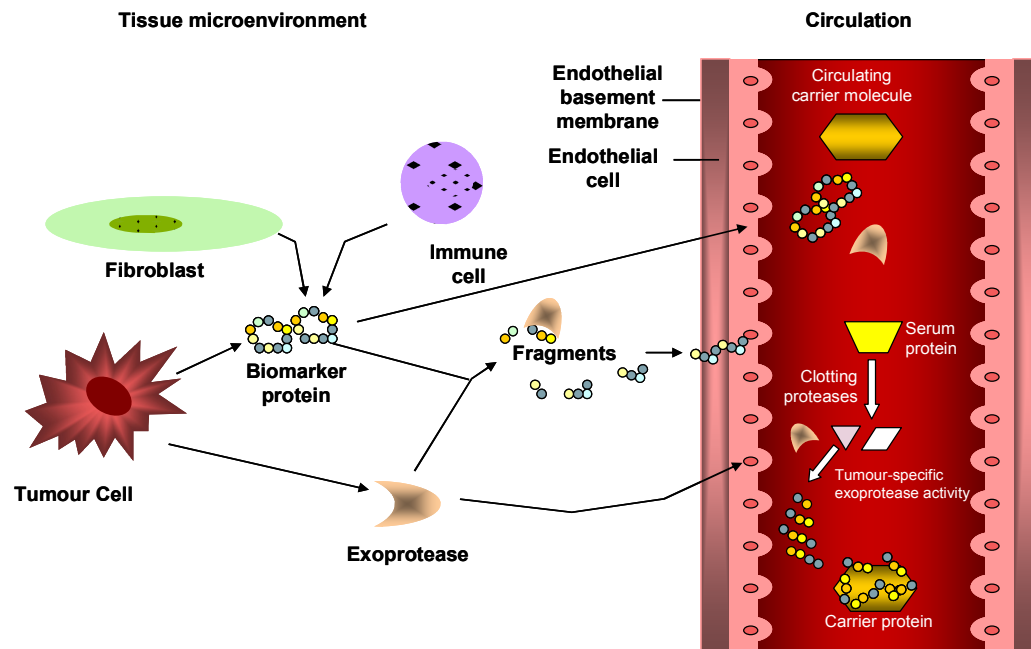 Tissue microenvironment
Circulation
Endothelial
basement
membrane
Circulating
carrier molecule
Endothelial
cell
Immune
cell
Fibroblast
Biomarker
protein
Fragments
Serum
protein
Clotting
proteases
Tumour-specific
exoprotease activity
Tumour Cell
Exoprotease
Carrier protein